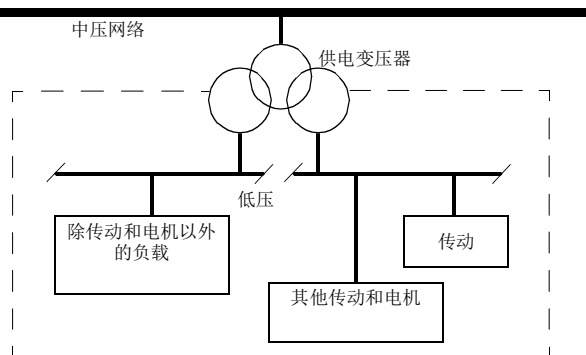 中压网络
供电变压器
低压
除传动和电机以外
的负载
传动
其他传动和电机